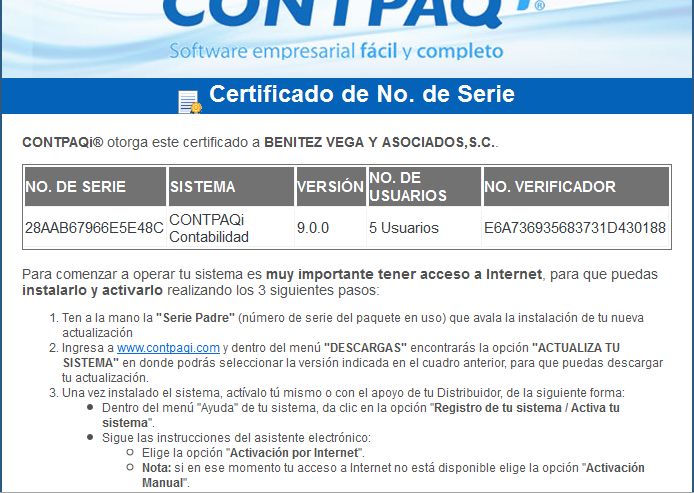 CONTPAQi®
Software empresarial fácil y completo
Certificado de No. de Serie
CONTPAQi® otorga este certificado a BENITEZ VEGA Y ASOCIADOS,S.C..
NO. DE SERIE SISTEMA VERSIÓN NO. DE USUARIOS NO. VERIFICADOR
28AAB67966E5E48C CONTPAQi Contabilidad 9.0.0 5 Usuarios E6A736935683731D430188
Para comenzar a operar tu sistema es muy importante tener acceso a Internet, para que puedas
instalarlo y activarlo realizando los 3 siguientes pasos:
1. Ten a la mano la "Serie Padre" (número de serie del paquete en uso) que avala la instalación de tu nueva
actualización
2. Ingresa a www.contpaqi.com y dentro del menú "DESCARGAS" encontrarás la opción "ACTUALIZA TU
SISTEMA" en donde podrás seleccionar la versión indicada en el cuadro anterior, para que puedas descargar
tu actualización.
3. Una vez instalado el sistema, actívalo tú mismo o con el apoyo de tu Distribuidor, de la siguiente forma:
Dentro del menú "Ayuda" de tu sistema, da clic en la opción "Registro de tu sistema / Activa tu
sistema".
Sigue las instrucciones del asistente electrónico:
Elige la opción "Activación por Internet".
Nota: si en ese momento tu acceso a Internet no está disponible elige la opción "Activación
Manual".